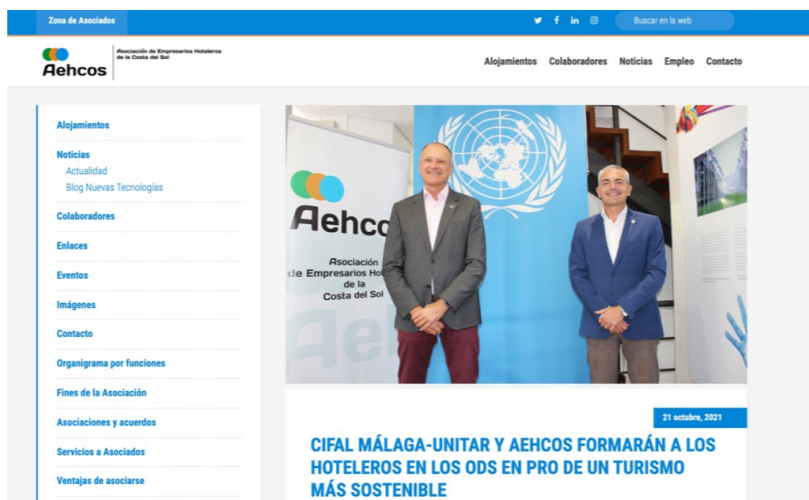 Zona de Asociados
Buscar en la web
Aehcos
Asociación de Empresarios Hoteleros
de la Costa del Sol
Alojamientos Colaboradores Noticias Empleo Contacto
Alojamientos
Noticias
Actualidad
Blog Nuevas Tecnologías
Colaboradores
Enlaces
Eventos
Imágenes
Contacto
Organigrama por funciones
Fines de la Asociación
Asociaciones y acuerdos
Servicios a Asociados
Ventajas de asociarse
Aehco
Asociación
de Empresarios Ho
de la
Costa del Sol
21 octubre, 2021
CIFAL MÁLAGA-UNITAR Y AEHCOS FORMARÁN A LOS
HOTELEROS EN LOS ODS EN PRO DE UN TURISMO
MÁS SOSTENIBLE